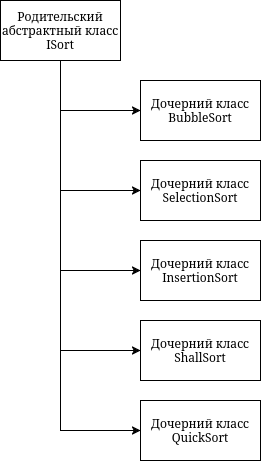 Родительский
абстрактный класс
ISort
Дочерний класс
BubbleSort
Дочерний класс
SelectionSort
Дочерний класс
InsertionSort
Дочерний класс
ShallSort
Дочерний класс
QuickSort